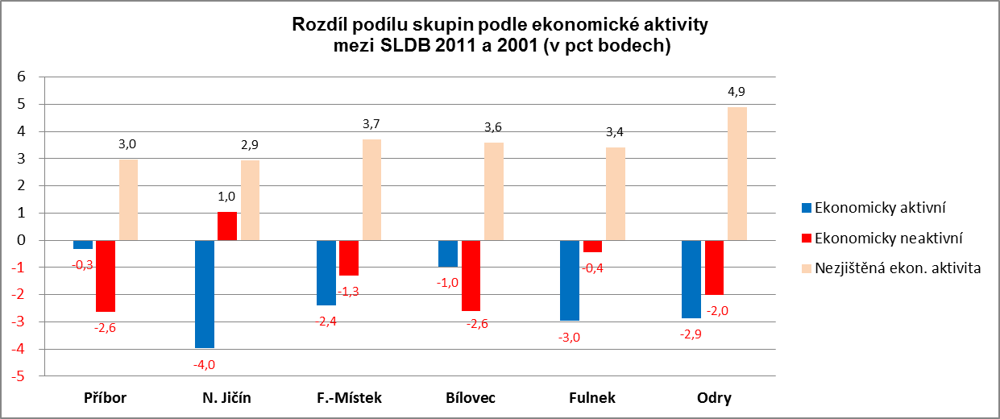 Rozdíl podílu skupin podle ekonomické aktivity
mezi SLDB 2011 a 2001 (v pct bodech)
6
5
4
3
2
1
0
-1
-2
-3
-4
-5
-0,3
-2,6
3,0
-4,0
1,0
2,9
-2,4
-1,3
3,7
-1,0
-2,6
3,6
-3,0
-0,4
3,4
-2,9
-2,0
4,9
Příbor
N. Jičín
F.-Místek
Bílovec
Fulnek
Odry
Ekonomicky aktivní
Ekonomicky neaktivní
Nezjištěná ekon. aktivita